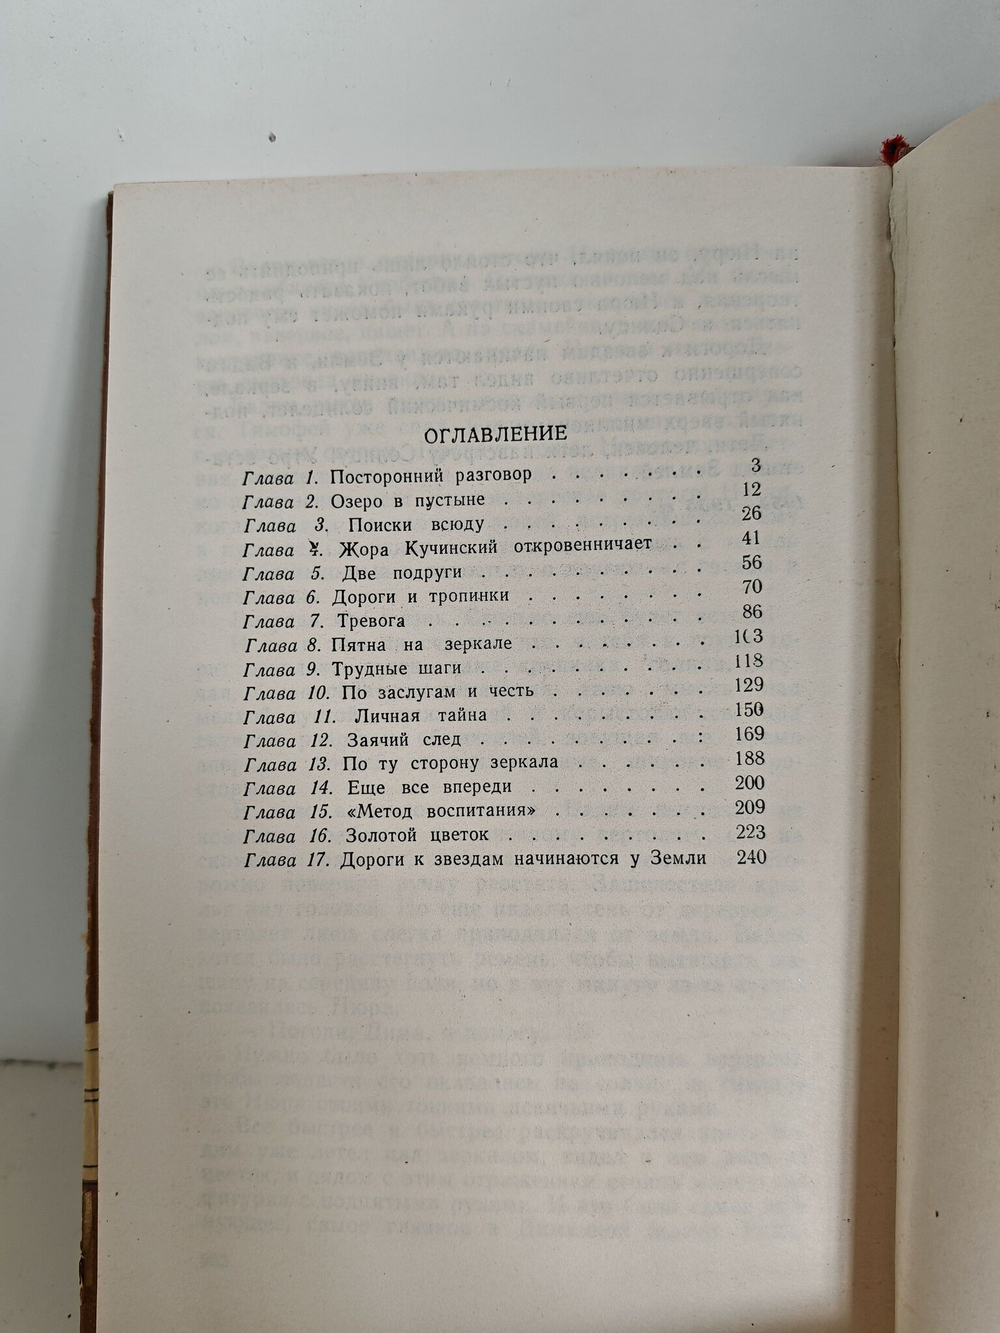 ОГЛАВЛЕНИЕ
Глава 1. Посторонний разговор . . . . . . . 3
Глава 2. Озеро в пустыне . . . . . . . . . 12
Глава 3. Поиски всюду . . . . . . . . . 26
Глава ¥. Жора Кучинский откровенничает . . 41
Глава 5. Две подруги . . . . . . . . . . 56
Глава 6. Дороги и тропинки . . . . . . . . 70
Глава 7. Тревога . . . . . . . . . . . . 86
Глава 8. Пятна на зеркале . . . . . . . . 103
Глава 9. Трудные шаги . . . . . . . . . . 118
Глава 10. По заслугам и честь . . . . . . . 129
Глава 11. Личная тайна . . . . . . . . . 150
Глава 12. Заячий след . . . . . . . . . : 169
Глава 13. По ту сторону зеркала . . . . . . 188
Глава 14. Еще все впереди . . . . . . . . 200
Глава 15. «Метод воспитания» . . . . . . . 209
Глава 16. Золотой цветок . . . . . . . . . 223
Глава 17. Дороги к звездам начинаются у Земли 240